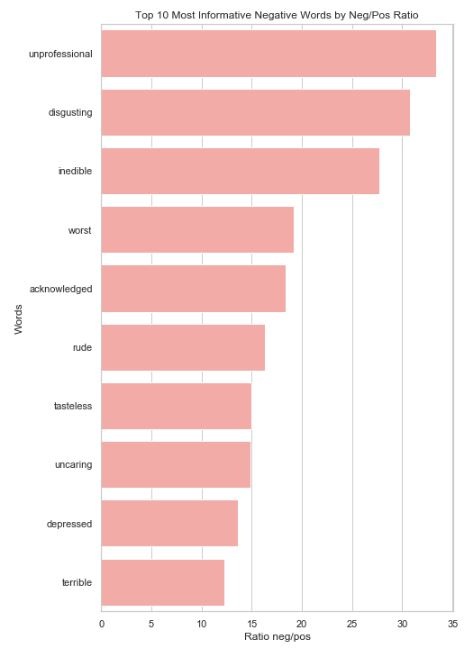 Top 10 Most Informative Negative Words by Neg/Pos Ratio
unprofessional
disgusting
inedible
worst
acknowledged
rude
tasteless
uncaring
depressed
terrible
Words
0 5 10 15 20 25 30 35
Ratio neg/pos